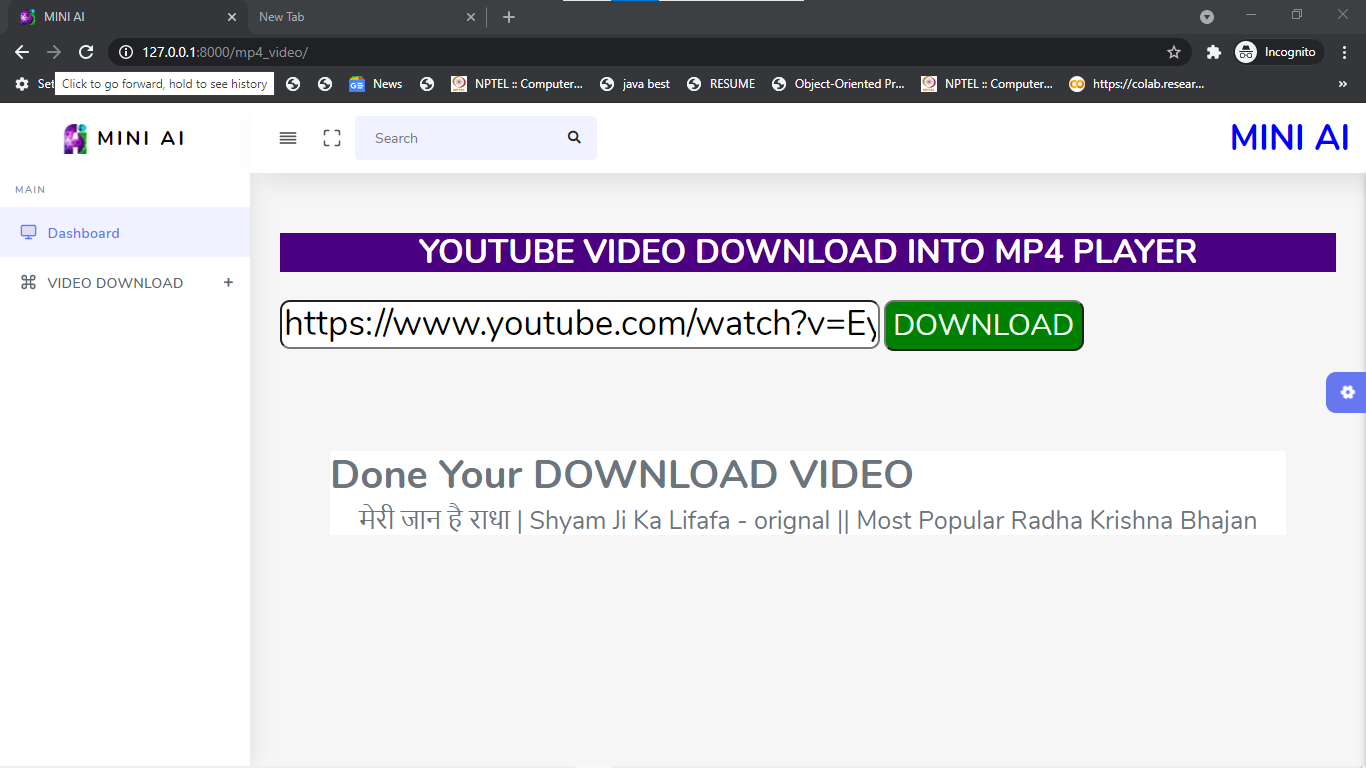 MINI AI
New Tab
127.0.0.1:8000/mp4_video/
Incognito
Set
Click to go forward, hold to see history
News
NPTEL :: Computer...
java best
RESUME
Object-Oriented Pr...
NPTEL :: Computer...
https://colab.resear...
»
MINI AI
Search
MINI AI
MAIN
Dashboard
VIDEO DOWNLOAD +
YOUTUBE VIDEO DOWNLOAD INTO MP4 PLAYER
https://www.youtube.com/watch?v=Ey
DOWNLOAD
Done Your DOWNLOAD VIDEO
मेरी जान है राधा | Shyam Ji Ka Lifafa - orignal || Most Popular Radha Krishna Bhajan